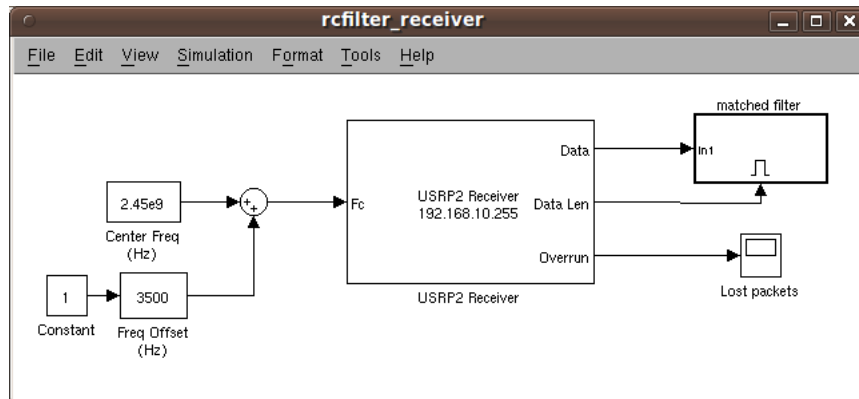 rcfilter_receiver
File Edit View Simulation Format Tools Help
matched filter
In1
Data
USRP2 Receiver
192.168.10.255
Data Len
Fc
Overrun
USRP2 Receiver
Lost packets
2.45e9
Center Freq
(Hz)
+
+
1
Constant
3500
Freq Offset
(Hz)